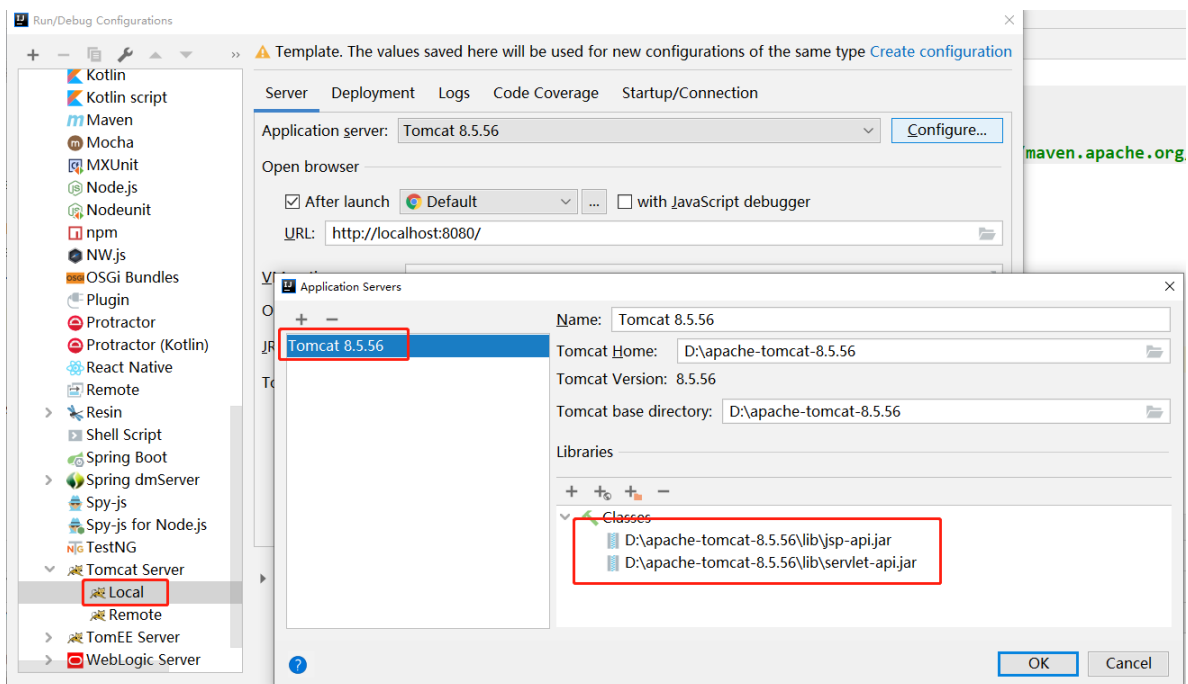 Run/Debug Configurations
Template. The values saved here will be used for new configurations of the same type Create configuration
Kotlin
Kotlin script
Maven
Mocha
MXUnit
Node.js
Nodeunit
npm
NW.js
OSGi Bundles
Plugin
Protractor
Protractor (Kotlin)
React Native
Remote
Resin
Shell Script
Spring Boot
Spring dmServer
Spy-js
Spy-js for Node.js
TestNG
Tomcat Server
Local
Remote
TomEE Server
WebLogic Server
Server Deployment Logs Code Coverage Startup/Connection
Application server: Tomcat 8.5.56 Configure...
Open browser
After launch Default ... with JavaScript debugger
URL: http://localhost:8080/
maven.apache.org
Application Servers
Tomcat 8.5.56
Name: Tomcat 8.5.56
Tomcat Home: D:\apache-tomcat-8.5.56
Tomcat Version: 8.5.56
Tomcat base directory: D:\apache-tomcat-8.5.56
Libraries
Classes
D:\apache-tomcat-8.5.56\lib\jsp-api.jar
D:\apache-tomcat-8.5.56\lib\servlet-api.jar
OK Cancel